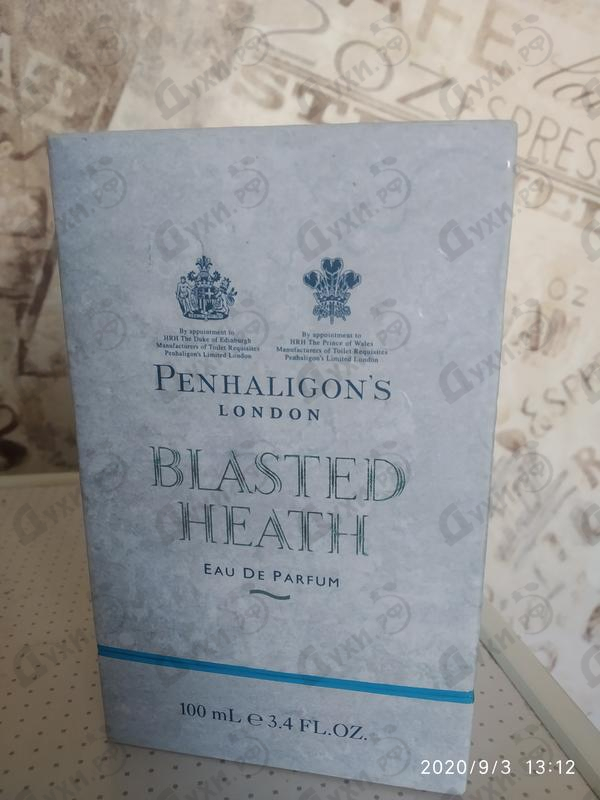 By appointment to
HRH The Duke of Edinburgh
Manufacturers of Toilet Requisites
Penhaligon's Limited London
By appointment to
HRH The Prince of Wales
Manufacturers of Toilet Requisites
Penhaligon's Limited London
PENHALIGON'S
LONDON
BLASTED
HEATH
EAU DE PARFUM
100 mL e 3.4 FL.OZ.
2020/9/3 13:12
Духи.РФ